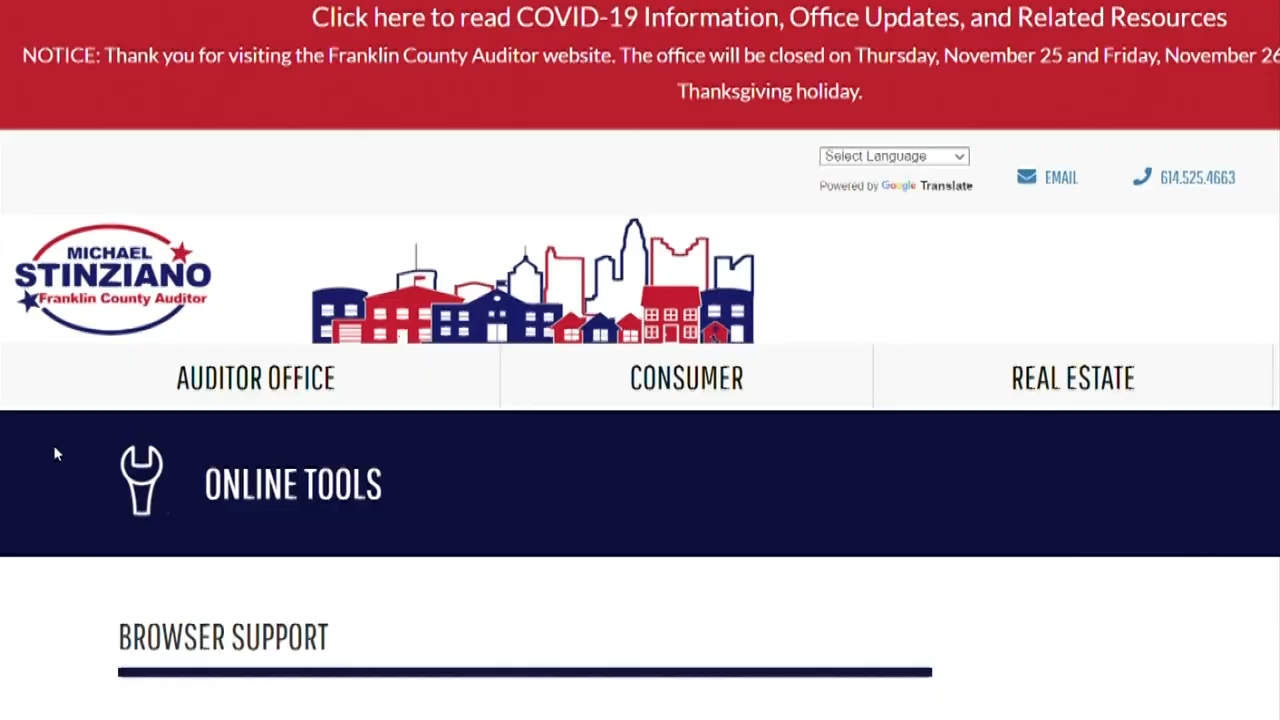 Click here to read COVID-19 Information, Office Updates, and Related Resources
NOTICE: Thank you for visiting the Franklin County Auditor website. The office will be closed on Thursday, November 25 and Friday, November 26
Thanksgiving holiday.
Select Language
Powered by Google Translate
EMAIL
614.525.4663
MICHAEL
STINZIANO
Franklin County Auditor
AUDITOR OFFICE
CONSUMER
REAL ESTATE
ONLINE TOOLS
BROWSER SUPPORT